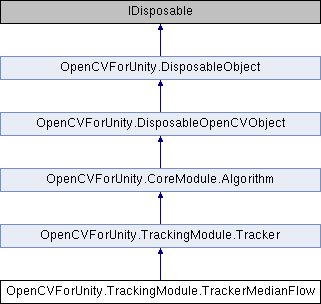 IDisposable
OpenCVForUnity.DisposableObject
OpenCVForUnity.DisposableOpenCVObject
OpenCVForUnity.CoreModule.Algorithm
OpenCVForUnity.TrackingModule.Tracker
OpenCVForUnity.TrackingModule.TrackerMedianFlow